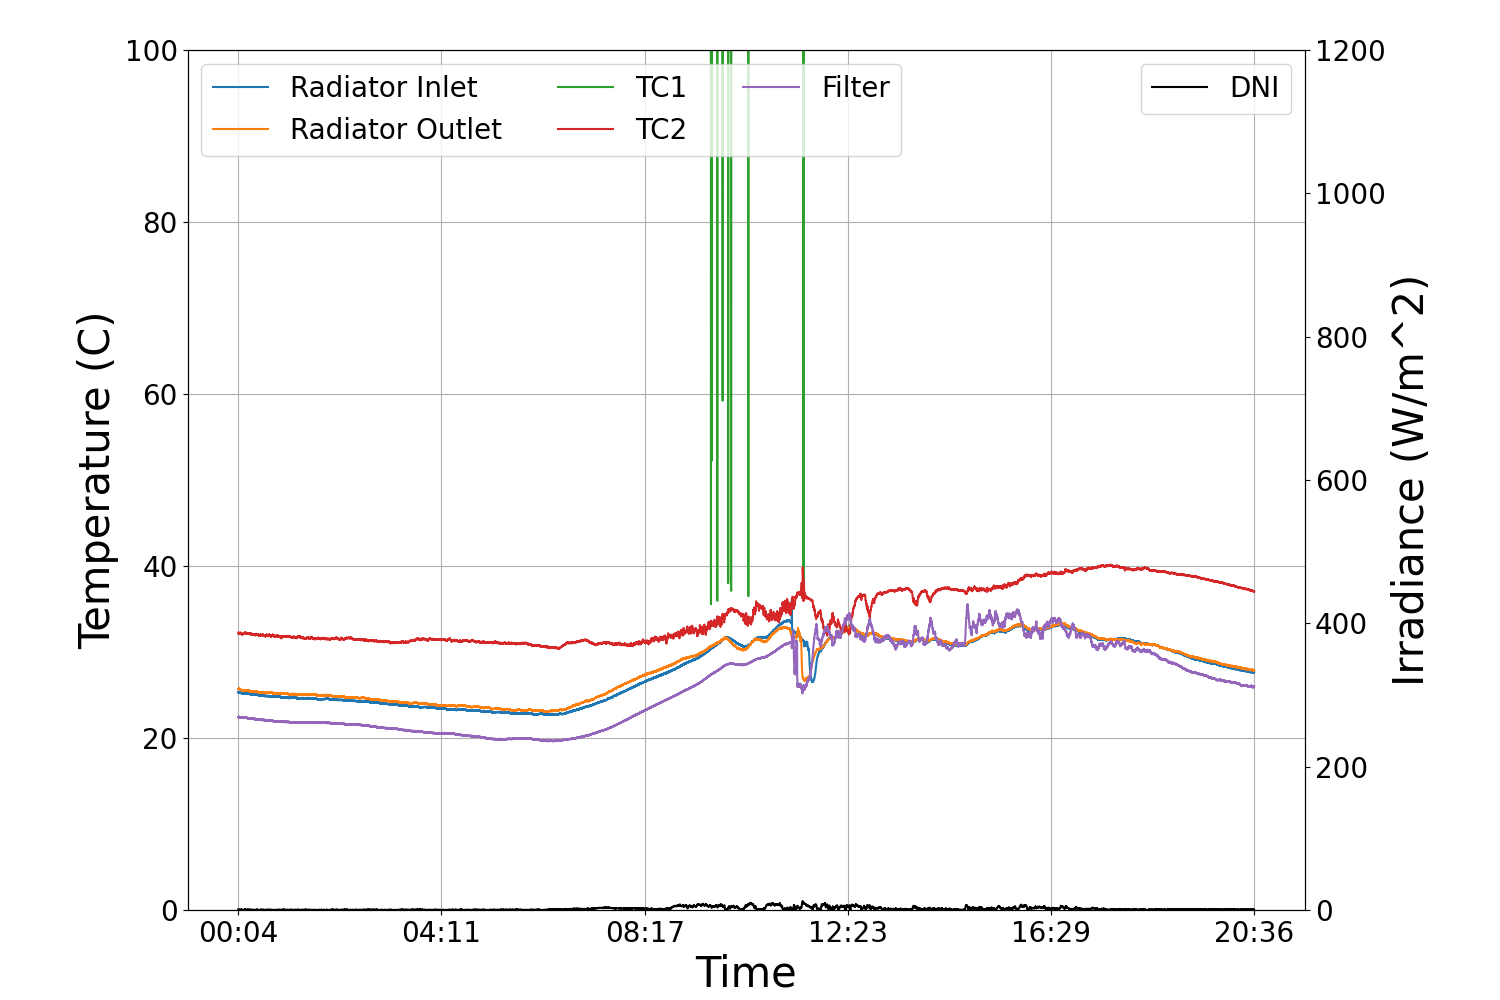 Radiator Inlet
Radiator Outlet
TC1
TC2
Filter
DNI
Temperature (C)
100
80
60
40
20
0
Irradiance (W/m^2)
1200
1000
800
600
400
200
0
00:04
04:11
08:17
12:23
16:29
20:36
Time